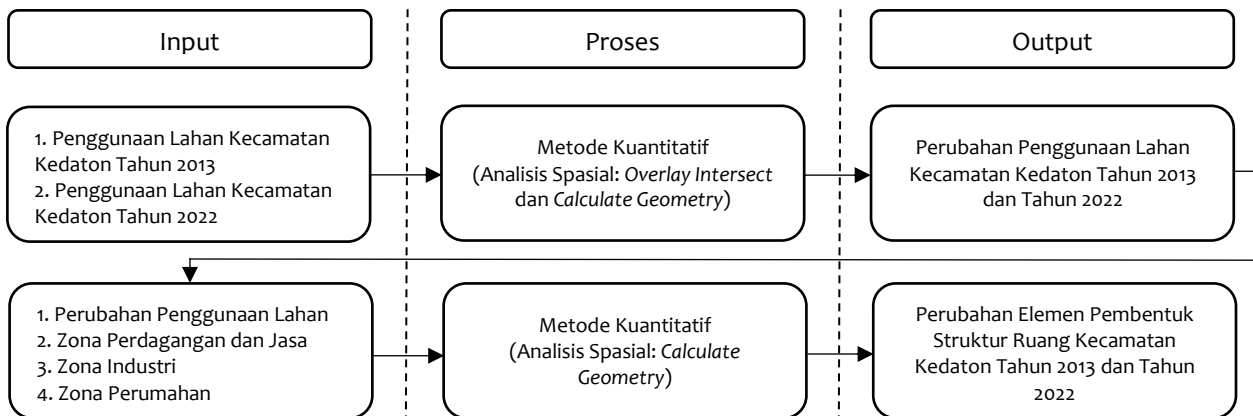 Input
Proses
Output
1. Penggunaan Lahan Kecamatan
Kedaton Tahun 2013
2. Penggunaan Lahan Kecamatan
Kedaton Tahun 2022
Metode Kuantitatif
(Analisis Spasial: Overlay Intersect
dan Calculate Geometry)
Perubahan Penggunaan Lahan
Kecamatan Kedaton Tahun 2013
dan Tahun 2022
1. Perubahan Penggunaan Lahan
2. Zona Perdagangan dan Jasa
3. Zona Industri
4. Zona Perumahan
Metode Kuantitatif
(Analisis Spasial: Calculate
Geometry)
Perubahan Elemen Pembentuk
Struktur Ruang Kecamatan
Kedaton Tahun 2013 dan Tahun
2022